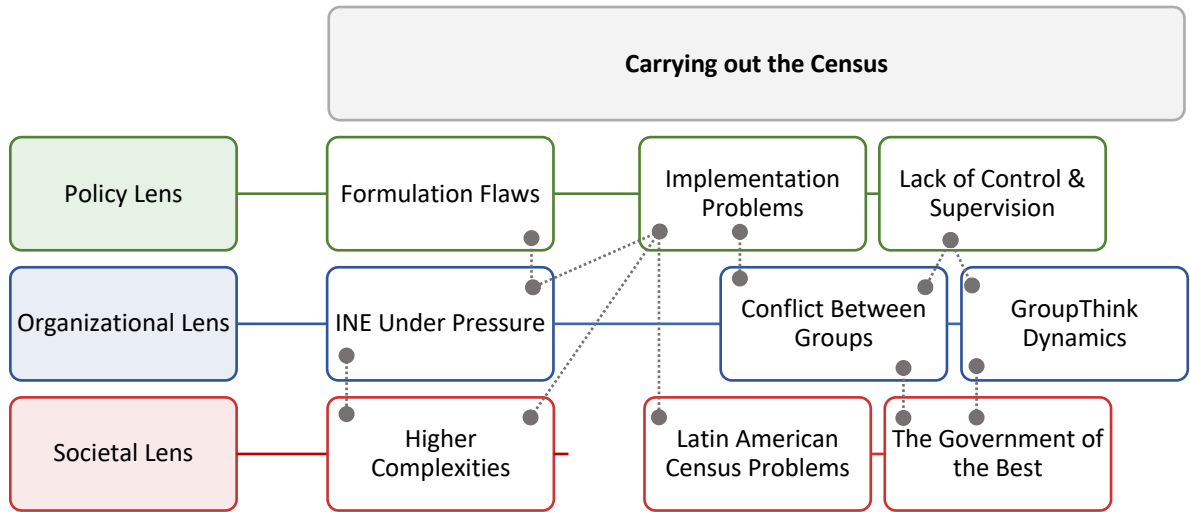 Carrying out the Census
Policy Lens
Formulation Flaws
Implementation
Problems
Lack of Control &
Supervision
Organizational Lens
INE Under Pressure
Conflict Between
Groups
GroupThink
Dynamics
Societal Lens
Higher
Complexities
Latin American
Census Problems
The Government of
the Best